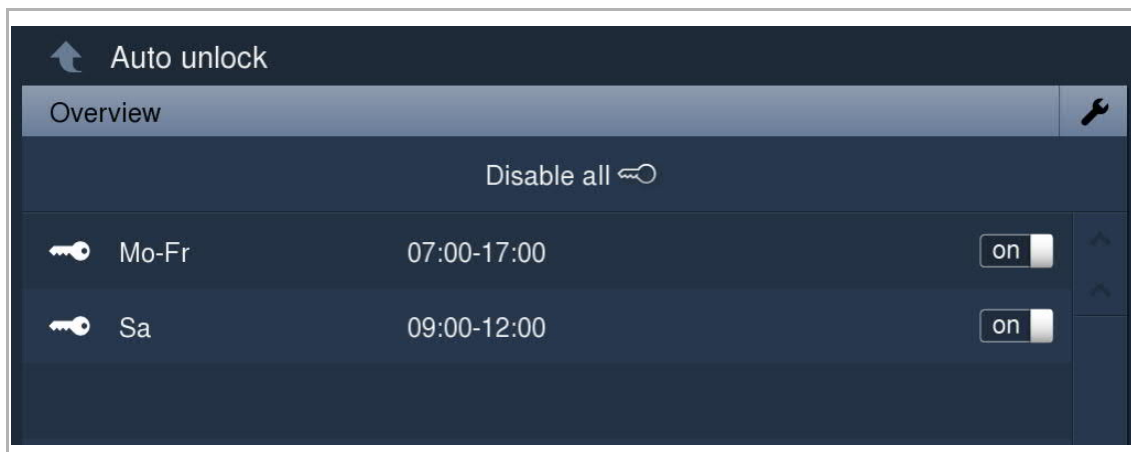 Auto unlock
Overview
Disable all
Mo-Fr 07:00-17:00 on
Sa 09:00-12:00 on